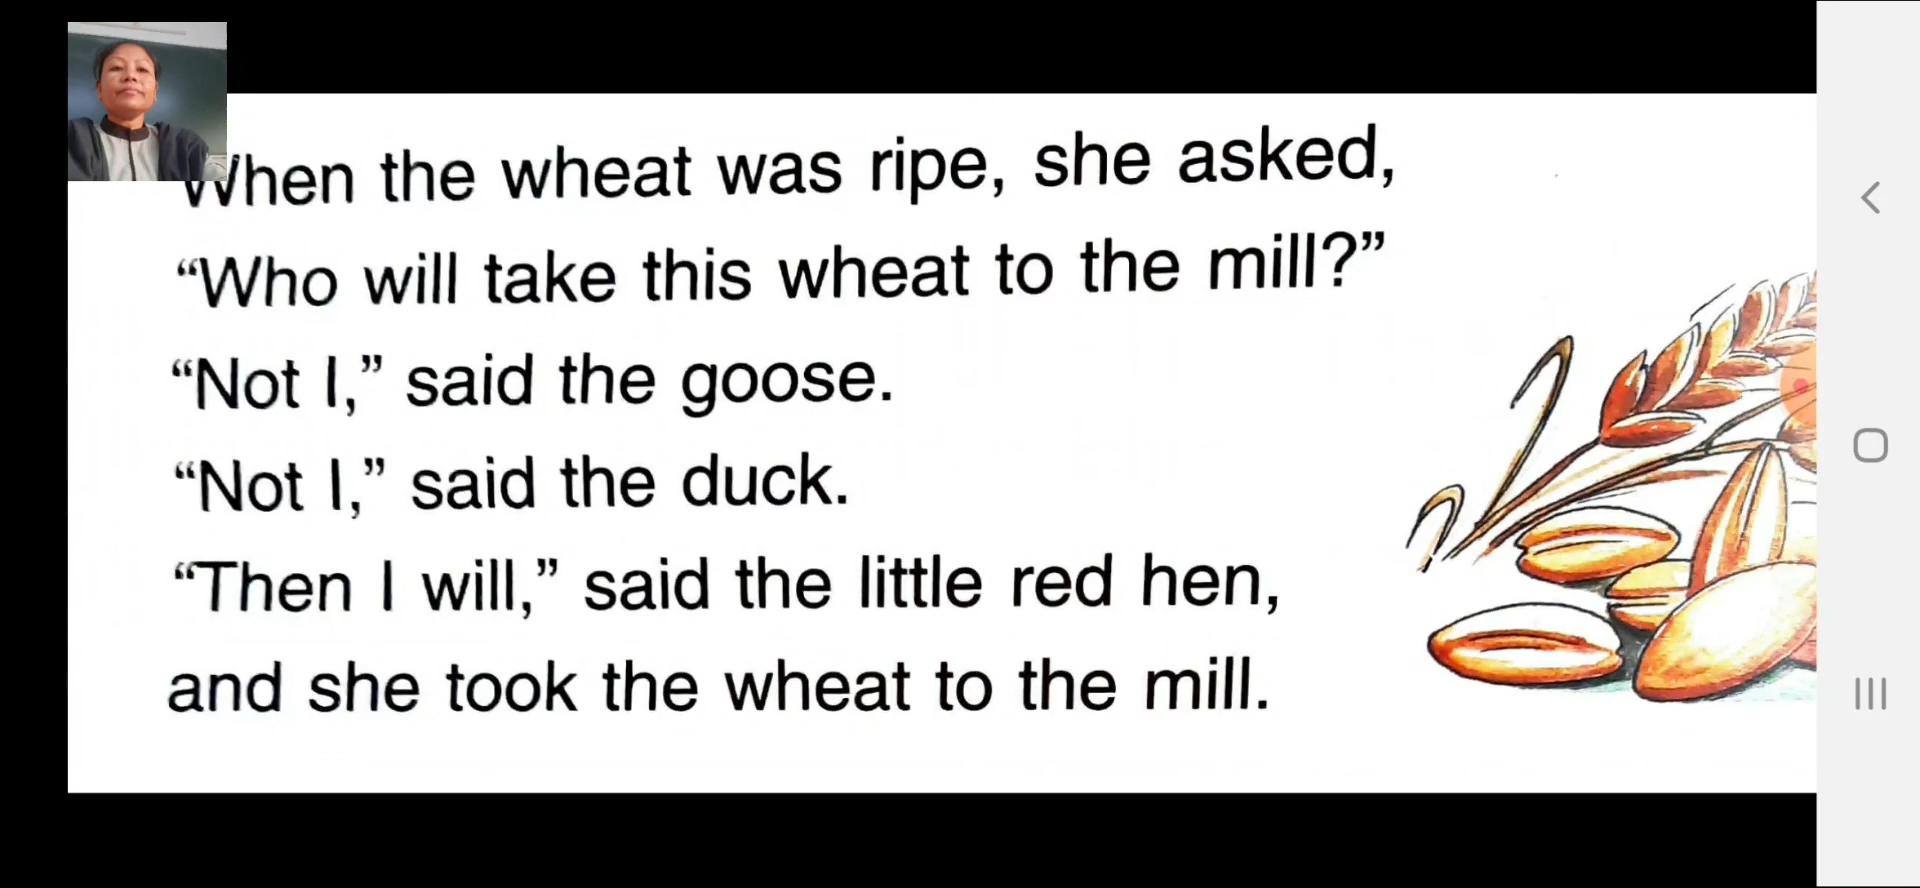 When the wheat was ripe, she asked,
“Who will take this wheat to the mill?”
“Not I,” said the goose.
“Not I,” said the duck.
“Then I will,” said the little red hen,
and she took the wheat to the mill.